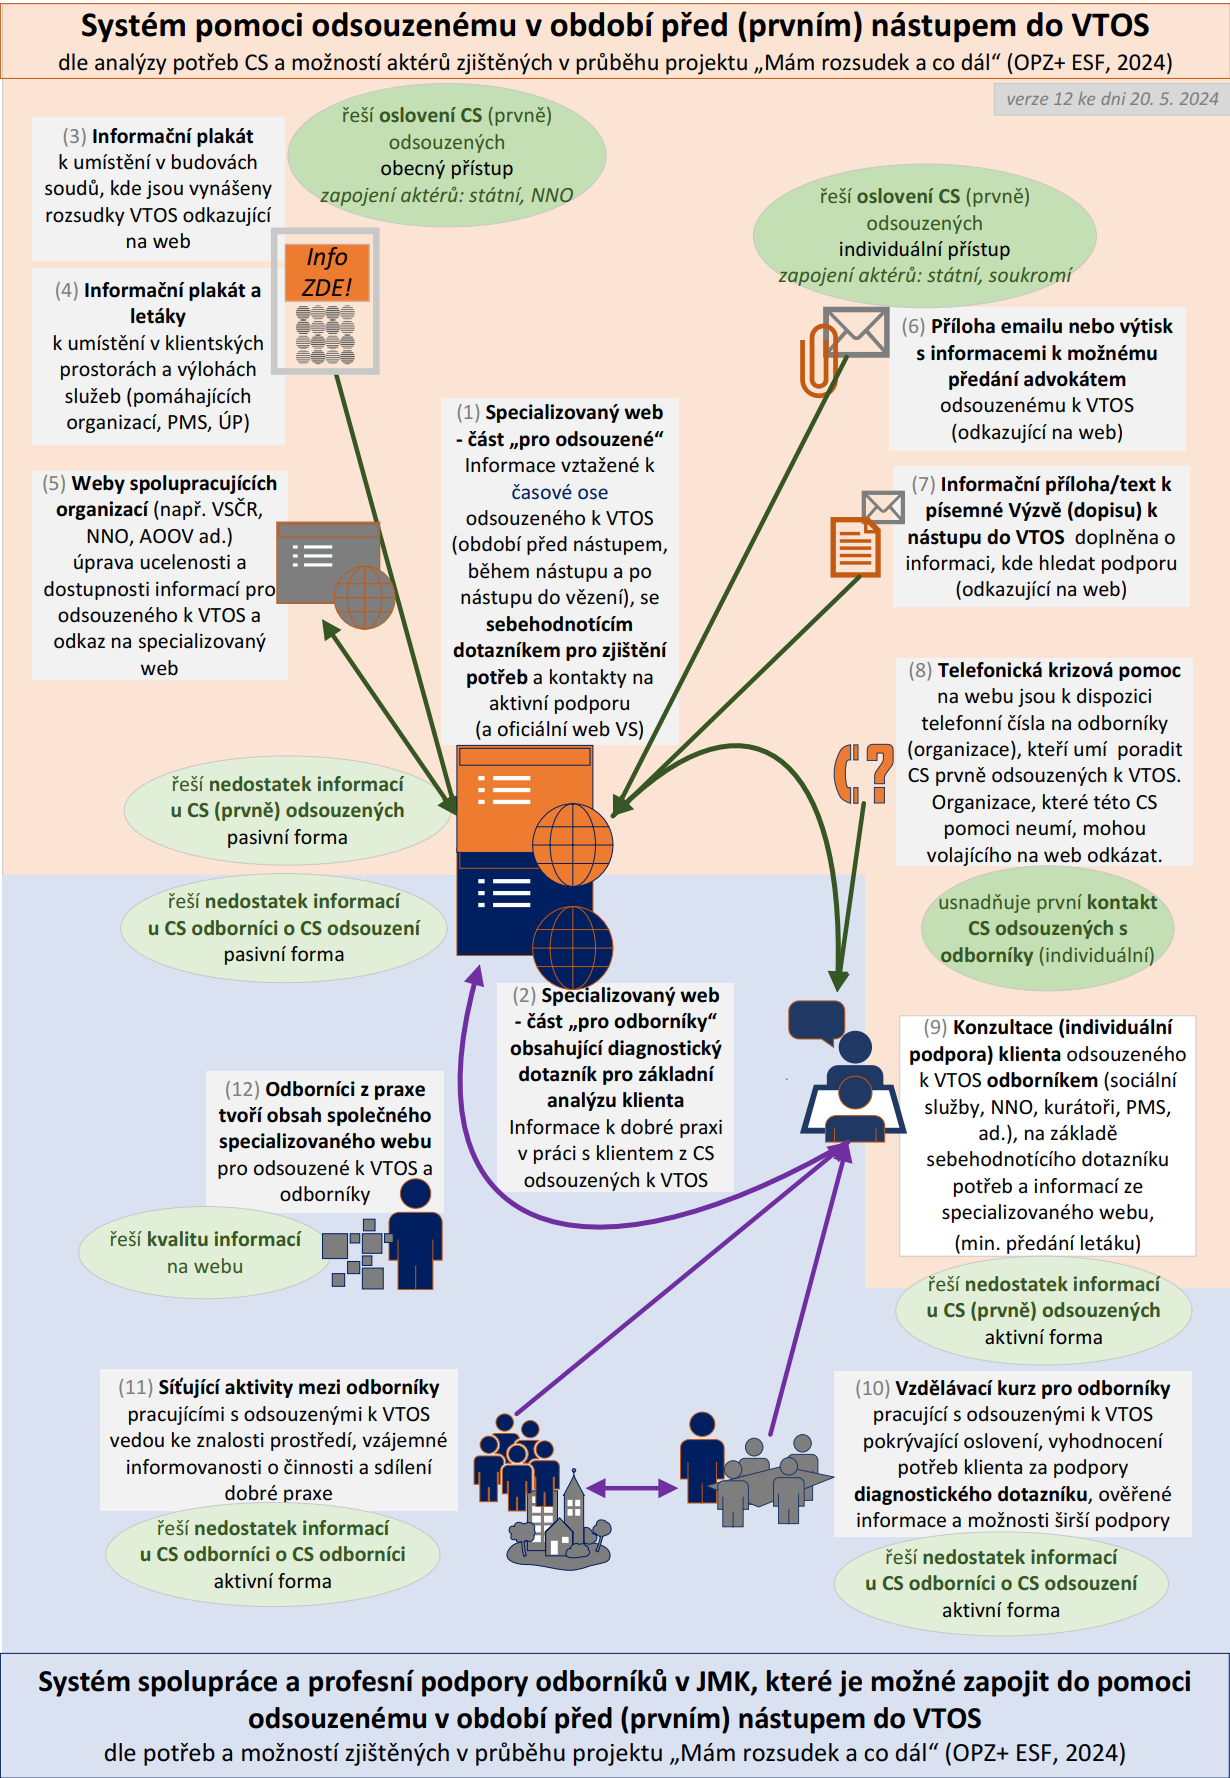 Systém pomoci odsouzenému v období před (prvním) nástupem do VTOS
dle analýzy potřeb CS a možností aktérů zjištěných v průběhu projektu „Mám rozsudek a co dál“ (OPZ+ ESF, 2024)
verze 12 ke dni 20. 5. 2024
řeší oslovení CS (prvně)
odsouzených
obecný přístup
zapojení aktérů: státní, NNO
(3) Informační plakát
k umístění v budovách
soudů, kde jsou vynášeny
rozsudky VTOS odkazující
na web
Info
ZDE!
(4) Informační plakát a
letáky
k umístění v klientských
prostorách a výlohách
služeb (pomáhajících
organizací, PMS, ÚP)
(5) Weby spolupracujících
organizací (např. VSČR,
NNO, AOOV ad.)
úprava ucelenosti a
dostupnosti informací pro
odsouzeného k VTOS a
odkaz na specializovaný
web
řeší oslovení CS (prvně)
odsouzených
individuální přístup
zapojení aktérů: státní, soukromí
(6) Příloha emailu nebo výtisk
s informacemi k možnému
předání advokátem
odsouzenému k VTOS
(odkazující na web)
(1) Specializovaný web
- část „pro odsouzené“
Informace vztažené k
časové ose
odsouzeného k VTOS
(období před nástupem,
během nástupu a po
nástupu do vězení), se
sebehodnotícím
dotazníkem pro zjištění
potřeb a kontakty na
aktivní podporu
(a oficiální web VS)
(7) Informační příloha/text k
písemné Výzvě (dopisu) k
nástupu do VTOS doplněna o
informaci, kde hledat podporu
(odkazující na web)
(8) Telefonická krizová pomoc
na webu jsou k dispozici
telefonní čísla na odborníky
(organizace), kteří umí poradit
CS prvně odsouzených k VTOS.
Organizace, které této CS
pomoci neumí, mohou
volajícího na web odkázat.
?
řeší nedostatek informací
u CS (prvně) odsouzených
pasivní forma
řeší nedostatek informací
u CS odborníci o CS odsouzení
pasivní forma
usnadňuje první kontakt
CS odsouzených s
odborníky (individuální)
(2) Specializovaný web
- část „pro odborníky“
obsahující diagnostický
dotazník pro základní
analýzu klienta
Informace k dobré praxi
v práci s klientem z CS
odsouzených k VTOS
(9) Konzultace (individuální
podpora) klienta odsouzeného
k VTOS odborníkem (sociální
služby, NNO, kurátoři, PMS,
ad.), na základě
sebehodnotícího dotazníku
potřeb a informací ze
specializovaného webu,
(min. předání letáku)
(12) Odborníci z praxe
tvoří obsah společného
specializovaného webu
pro odsouzené k VTOS a
odborníky
řeší kvalitu informací
na webu
řeší nedostatek informací
u CS (prvně) odsouzených
aktivní forma
(11) Síťující aktivity mezi odborníky
pracujícími s odsouzenými k VTOS
vedou ke znalosti prostředí, vzájemné
informovanosti o činnosti a sdílení
dobré praxe
řeší nedostatek informací
u CS odborníci o CS odborníci
aktivní forma
(10) Vzdělávací kurz pro odborníky
pracující s odsouzenými k VTOS
pokrývající oslovení, vyhodnocení
potřeb klienta za podpory
diagnostického dotazníku, ověřené
informace a možnosti širší podpory
řeší nedostatek informací
u CS odborníci o CS odsouzení
aktivní forma
Systém spolupráce a profesní podpory odborníků v JMK, které je možné zapojit do pomoci
odsouzenému v období před (prvním) nástupem do VTOS
dle potřeb a možností zjištěných v průběhu projektu „Mám rozsudek a co dál“ (OPZ+ ESF, 2024)